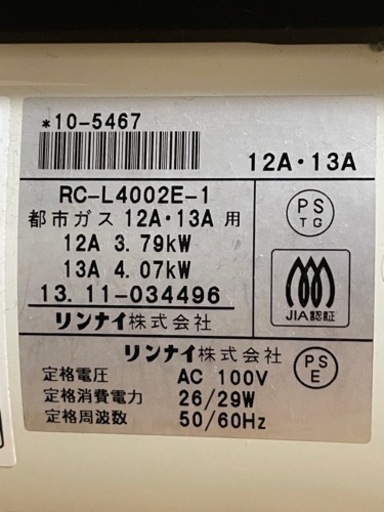 *10-5467
12A・13A
RC-L4002E-1
都市ガス 12A・13A 用
12A 3.79kW
13A 4.07kW
13.11-034496
リンナイ株式会社
PS
TG
JIA認証
リンナイ株式会社
PS
E
定格電圧 AC 100V
定格消費電力 26/29W
定格周波数 50/60Hz